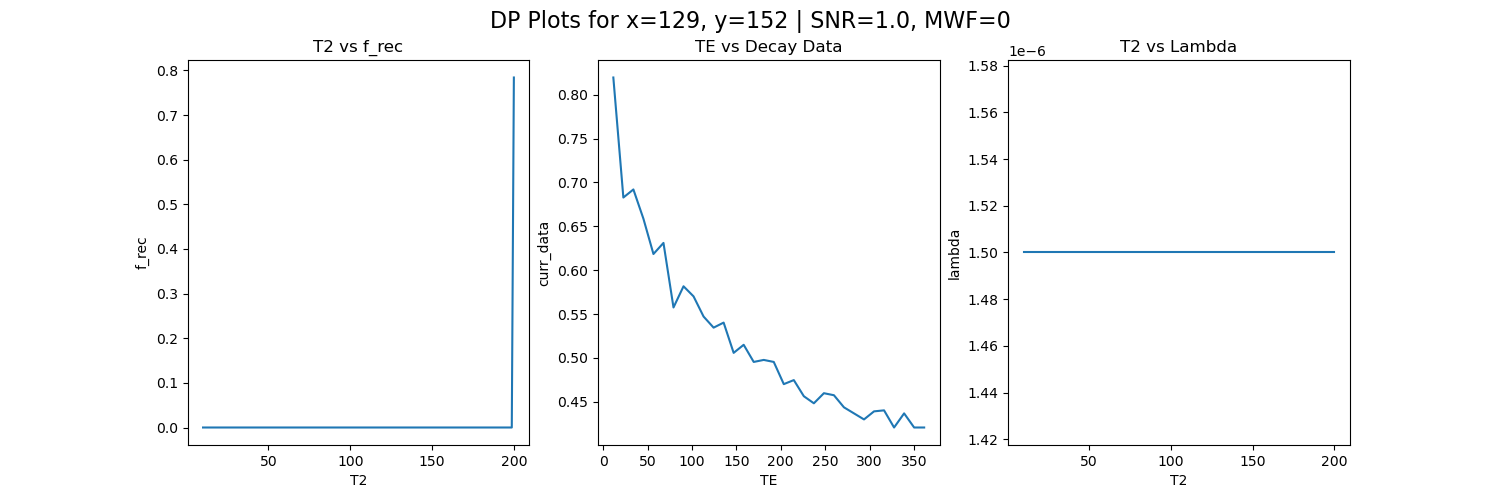 DP Plots for x=129, y=152 | SNR=1.0, MWF=0
T2 vs f_rec
0.8
0.7
0.6
0.5
0.4
0.3
0.2
0.1
0.0
f_rec
50 100 150 200
T2
TE vs Decay Data
0.80
0.75
0.70
0.65
0.60
0.55
0.50
0.45
curr_data
0 50 100 150 200 250 300 350
TE
T2 vs Lambda
1e−6
1.58
1.56
1.54
1.52
1.50
1.48
1.46
1.44
1.42
lambda
50 100 150 200
T2